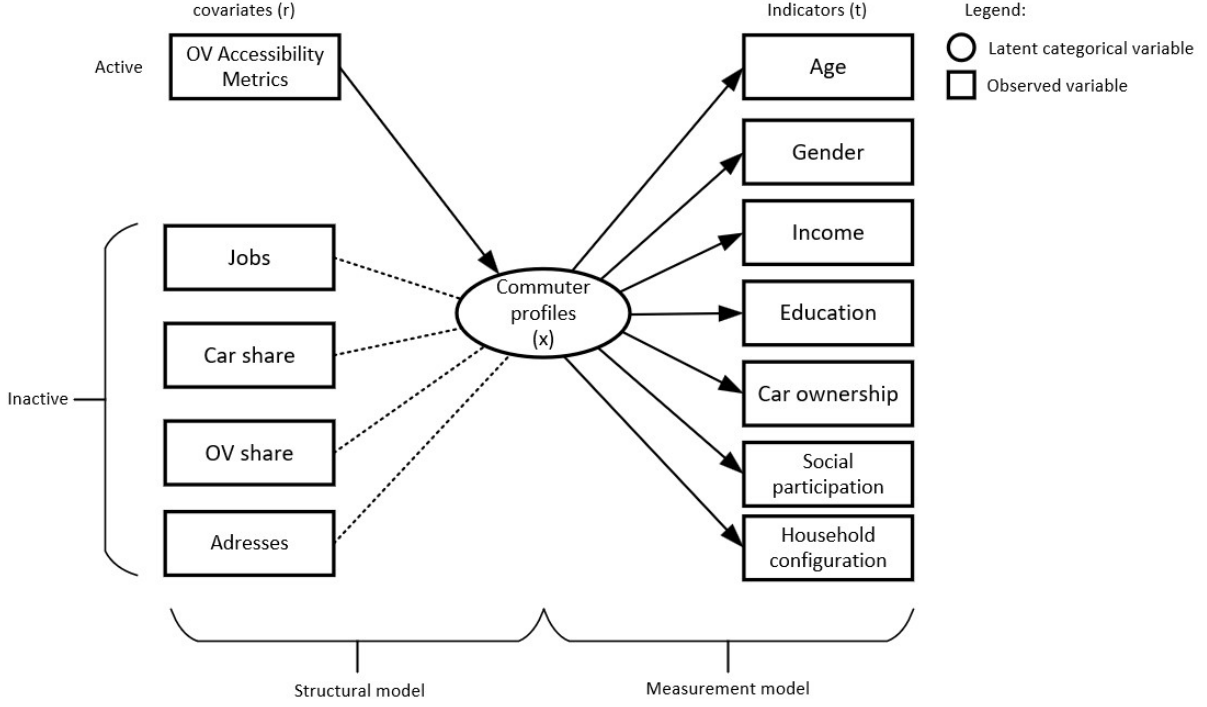 covariates (r)
Indicators (t)
Legend:
Active
OV Accessibility
Metrics
Age
Latent categorical variable
Observed variable
Gender
Jobs
Income
Commuter
profiles
(x)
Education
Car share
Inactive
Car ownership
OV share
Social
participation
Adresses
Household
configuration
Structural model
Measurement model